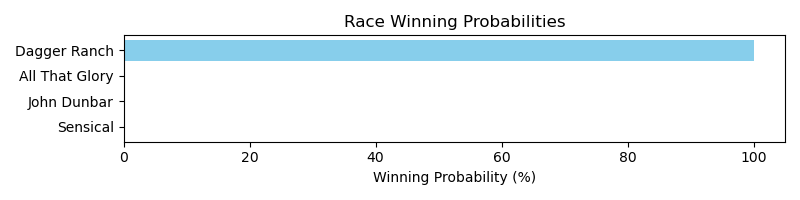 Race Winning Probabilities
Dagger Ranch
All That Glory
John Dunbar
Sensical
0 20 40 60 80 100
Winning Probability (%)